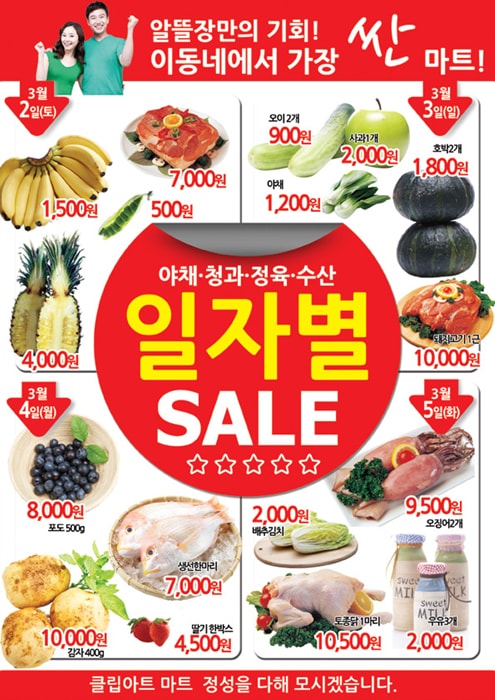 알뜰장만의 기회!
이동네에서 가장 싼 마트!
3월
2일(토)
1,500원
7,000원
500원
4,000원
3월
3일(일)
오이 2개
900원
사과1개
2,000원
호박2개
1,800원
야채
1,200원
돼지고기 1근
10,000원
야채·청과·정육·수산
일자별
SALE
3월
4일(월)
8,000원
포도 500g
생선한마리
7,000원
10,000원
감자 400g
딸기 한박스
4,500원
3월
5일(화)
9,500원
오징어2개
2,000원
배추김치
토종닭 1마리
10,500원
sweet
MILK
sweet
MILK
sweet
MILK
우유3개
2,000원
클립아트 마트 정성을 다해 모시겠습니다.